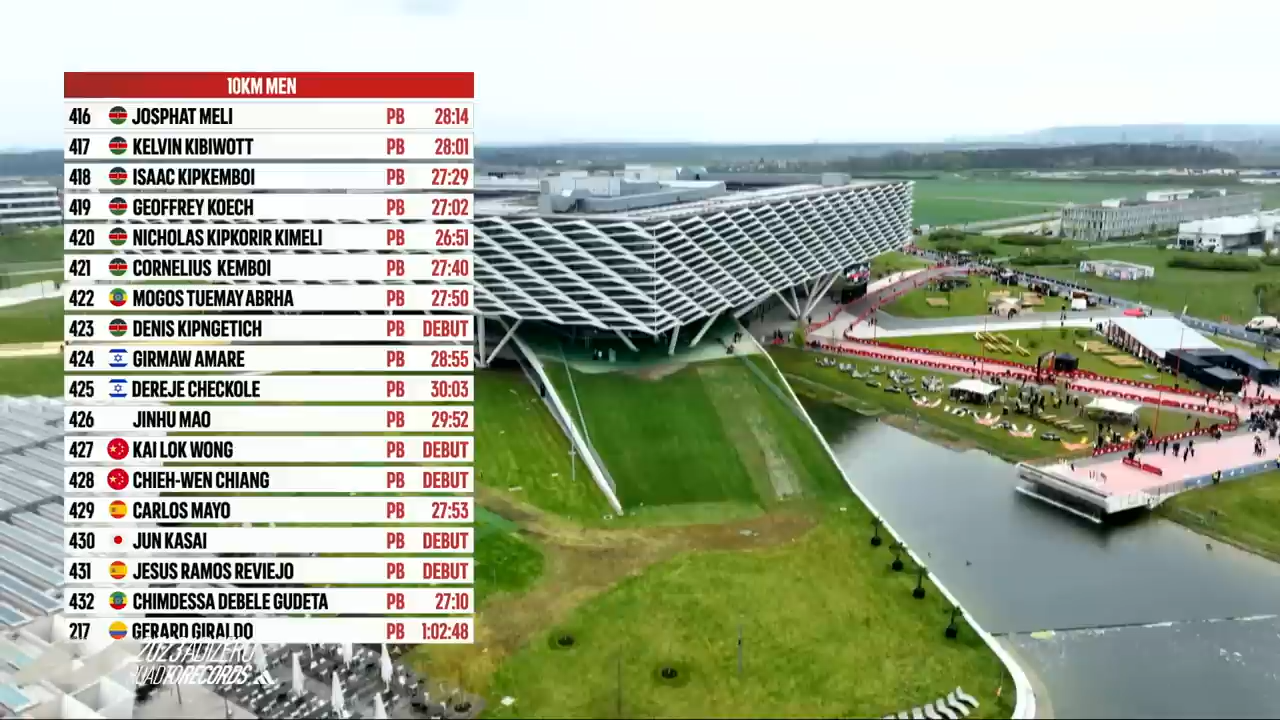 10KM MEN
416 JOSPHAT MELI PB 28:14
417 KELVIN KIBIWOTT PB 28:01
418 ISAAC KIPKEMBOI PB 27:29
419 GEOFFREY KOECH PB 27:02
420 NICHOLAS KIPKORIR KIMELI PB 26:51
421 CORNELIUS KEMBOI PB 27:40
422 MOGOS TUEMAY ABRHA PB 27:50
423 DENIS KIPNGETICH PB DEBUT
424 GIRMAW AMARE PB 28:55
425 DEREJE CHECKOLE PB 30:03
426 JINHU MAO PB 29:52
427 KAI LOK WONG PB DEBUT
428 CHIEH-WEN CHIANG PB DEBUT
429 CARLOS MAYO PB 27:53
430 JUN KASAI PB DEBUT
431 JESUS RAMOS REVIEJO PB DEBUT
432 CHIMDESSA DEBELE GUDETA PB 27:10
217 GERARD GIRALDO PB 1:02:48
2023 ADIZERO
TORECORDS